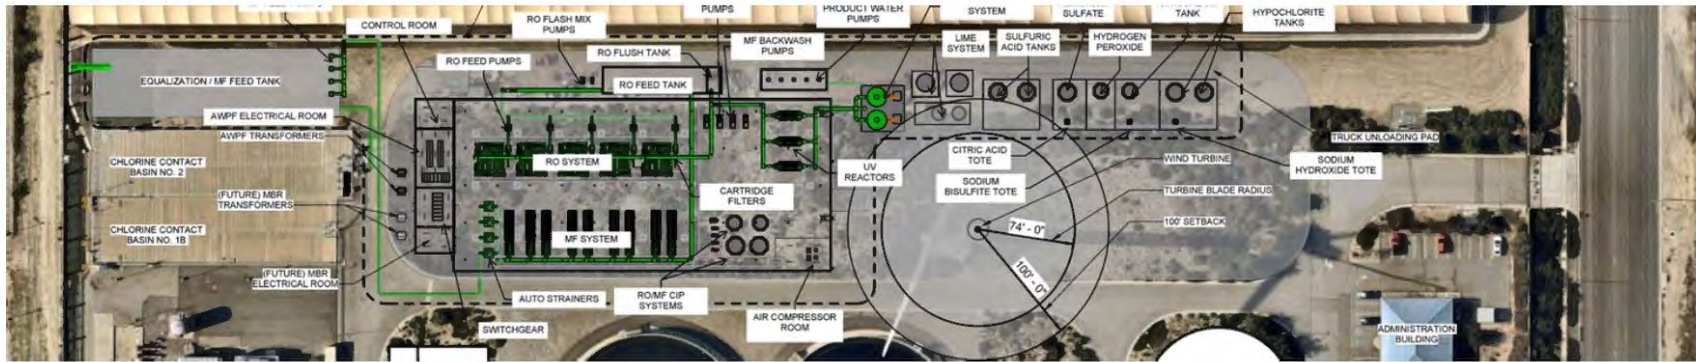 CONTROL ROOM
RO FLASH MIX
PUMPS
PUMPS
PRODUCT WATER
PUMPS
SYSTEM
SULFATE
TANK
HYPOCHLORITE
TANKS
RO FEED PUMPS
RO FLUSH TANK
MF BACKWASH
PUMPS
LIME
SYSTEM
SULFURIC
ACID TANKS
HYDROGEN
PEROXIDE
EQUALIZATION / MF FEED TANK
RO FEED TANK
AWPF ELECTRICAL ROOM
AWPF TRANSFORMERS
TRUCK UNLOADING PAD
CHLORINE CONTACT
BASIN NO. 2
RO SYSTEM
UV
REACTORS
CITRIC ACID
TOTE
WIND TURBINE
SODIUM
HYDROXIDE TOTE
(FUTURE) MBR
TRANSFORMERS
CARTRIDGE
FILTERS
SODIUM
BISULFITE TOTE
TURBINE BLADE RADIUS
CHLORINE CONTACT
BASIN NO. 1B
MF SYSTEM
74' - 0"
100' SETBACK
(FUTURE) MBR
ELECTRICAL ROOM
100' - 0"
AUTO STRAINERS
RO/MF CIP
SYSTEMS
AIR COMPRESSOR
ROOM
SWITCHGEAR
ADMINISTRATION
BUILDING